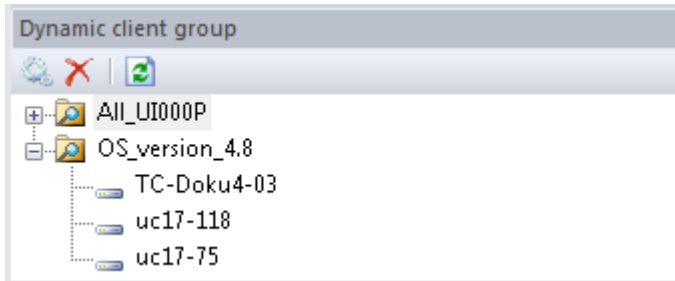 Dynamic client group
All_UI000P
OS_version_4.8
TC-Doku4-03
uc17-118
uc17-75